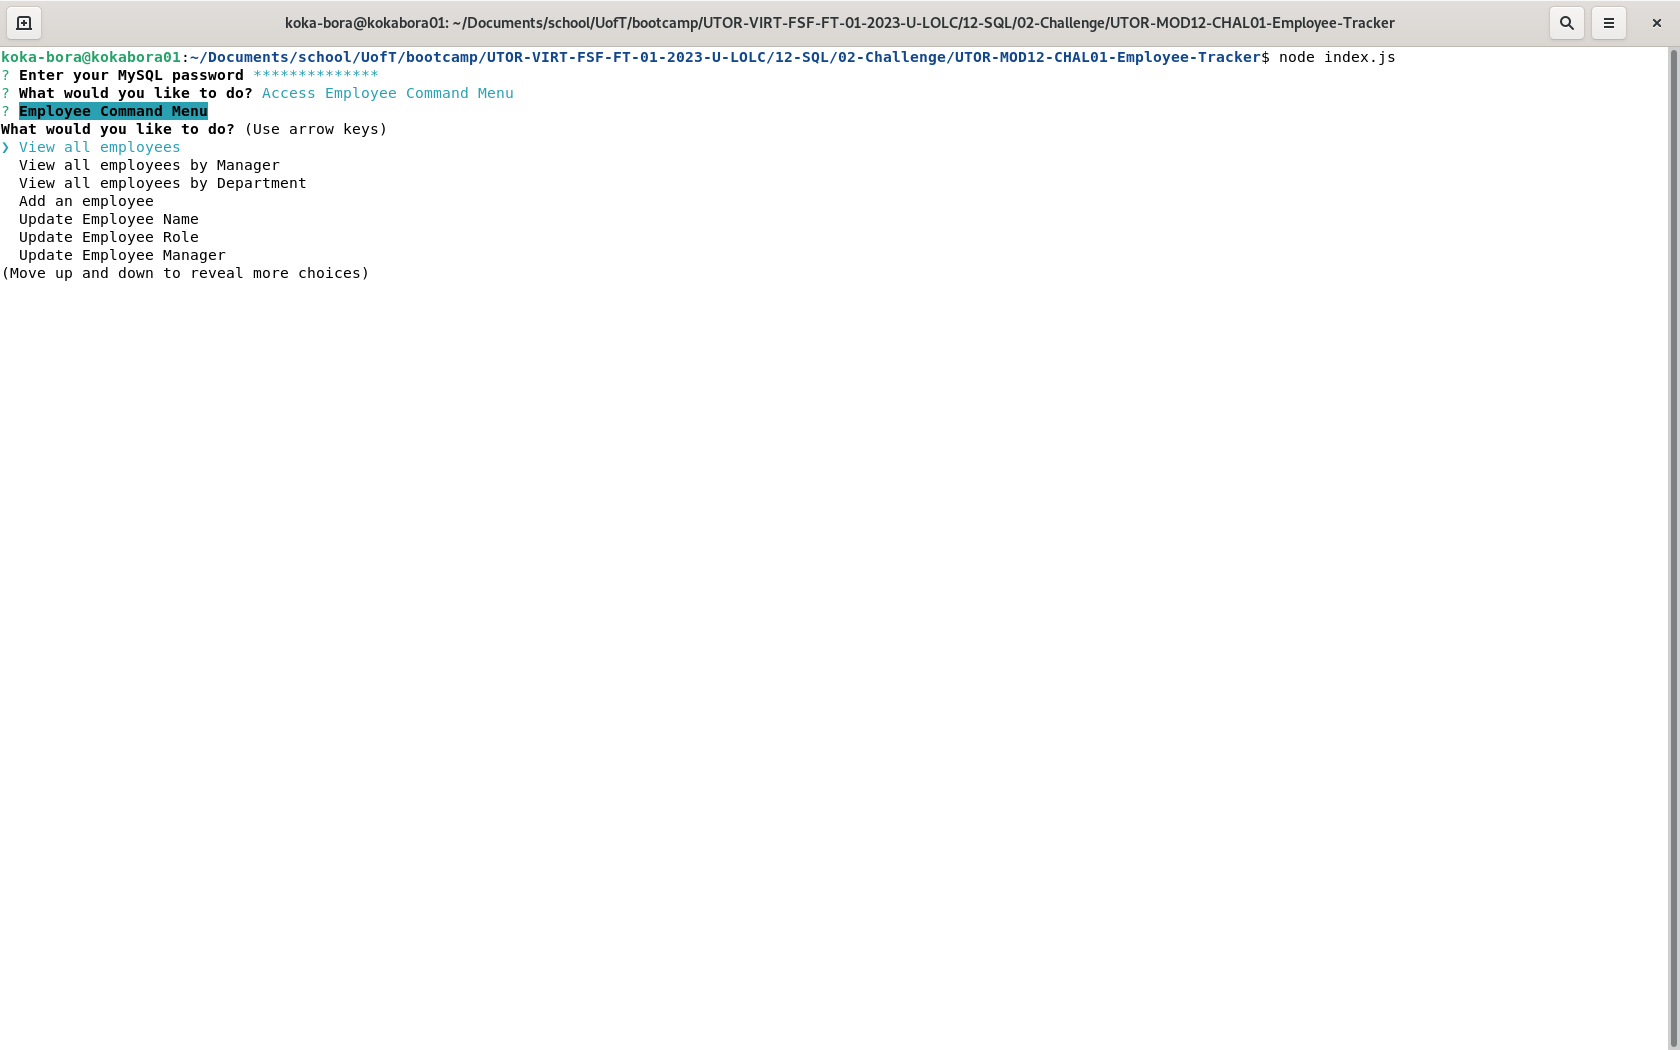 koka-bora@kokabora01: ~/Documents/school/UofT/bootcamp/UTOR-VIRT-FSF-FT-01-2023-U-LOLC/12-SQL/02-Challenge/UTOR-MOD12-CHAL01-Employee-Tracker
koka-bora@kokabora01:~/Documents/school/UofT/bootcamp/UTOR-VIRT-FSF-FT-01-2023-U-LOLC/12-SQL/02-Challenge/UTOR-MOD12-CHAL01-Employee-Tracker$ node index.js
? Enter your MySQL password **************
? What would you like to do? Access Employee Command Menu
? Employee Command Menu
What would you like to do? (Use arrow keys)
❯ View all employees
  View all employees by Manager
  View all employees by Department
  Add an employee
  Update Employee Name
  Update Employee Role
  Update Employee Manager
(Move up and down to reveal more choices)